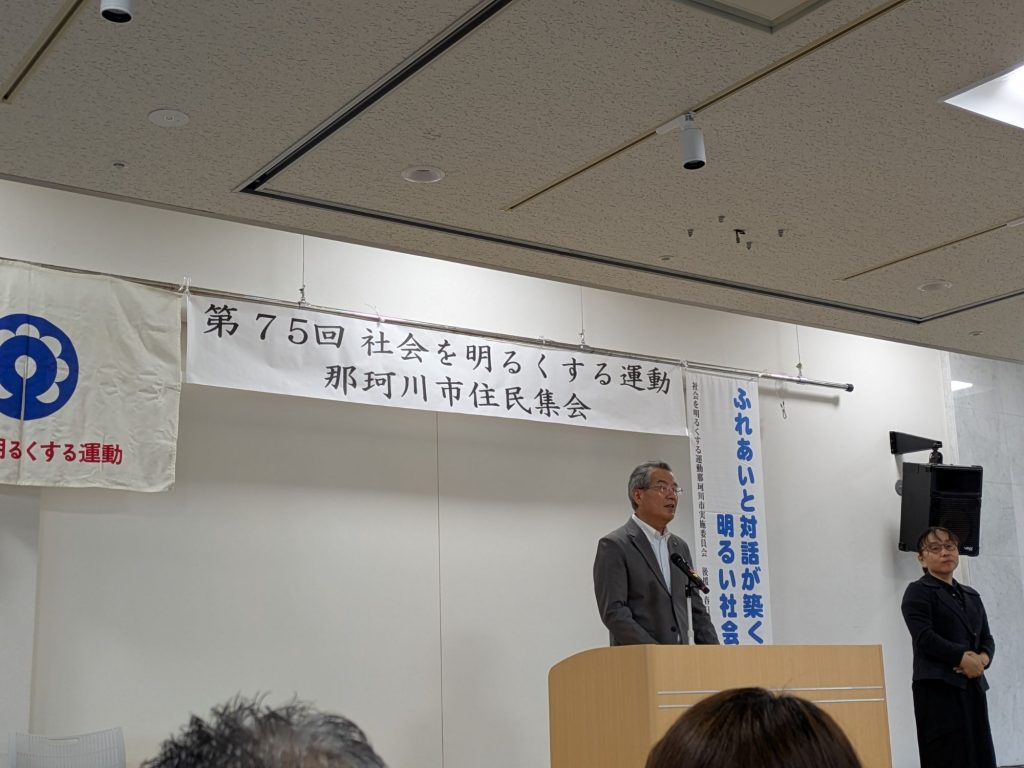 第75回 社会を明るくする運動
那珂川市住民集会
明るくする運動
ふれあいと対話が築く
明るい社会
社会を明るくする運動那珂川市実施委員会